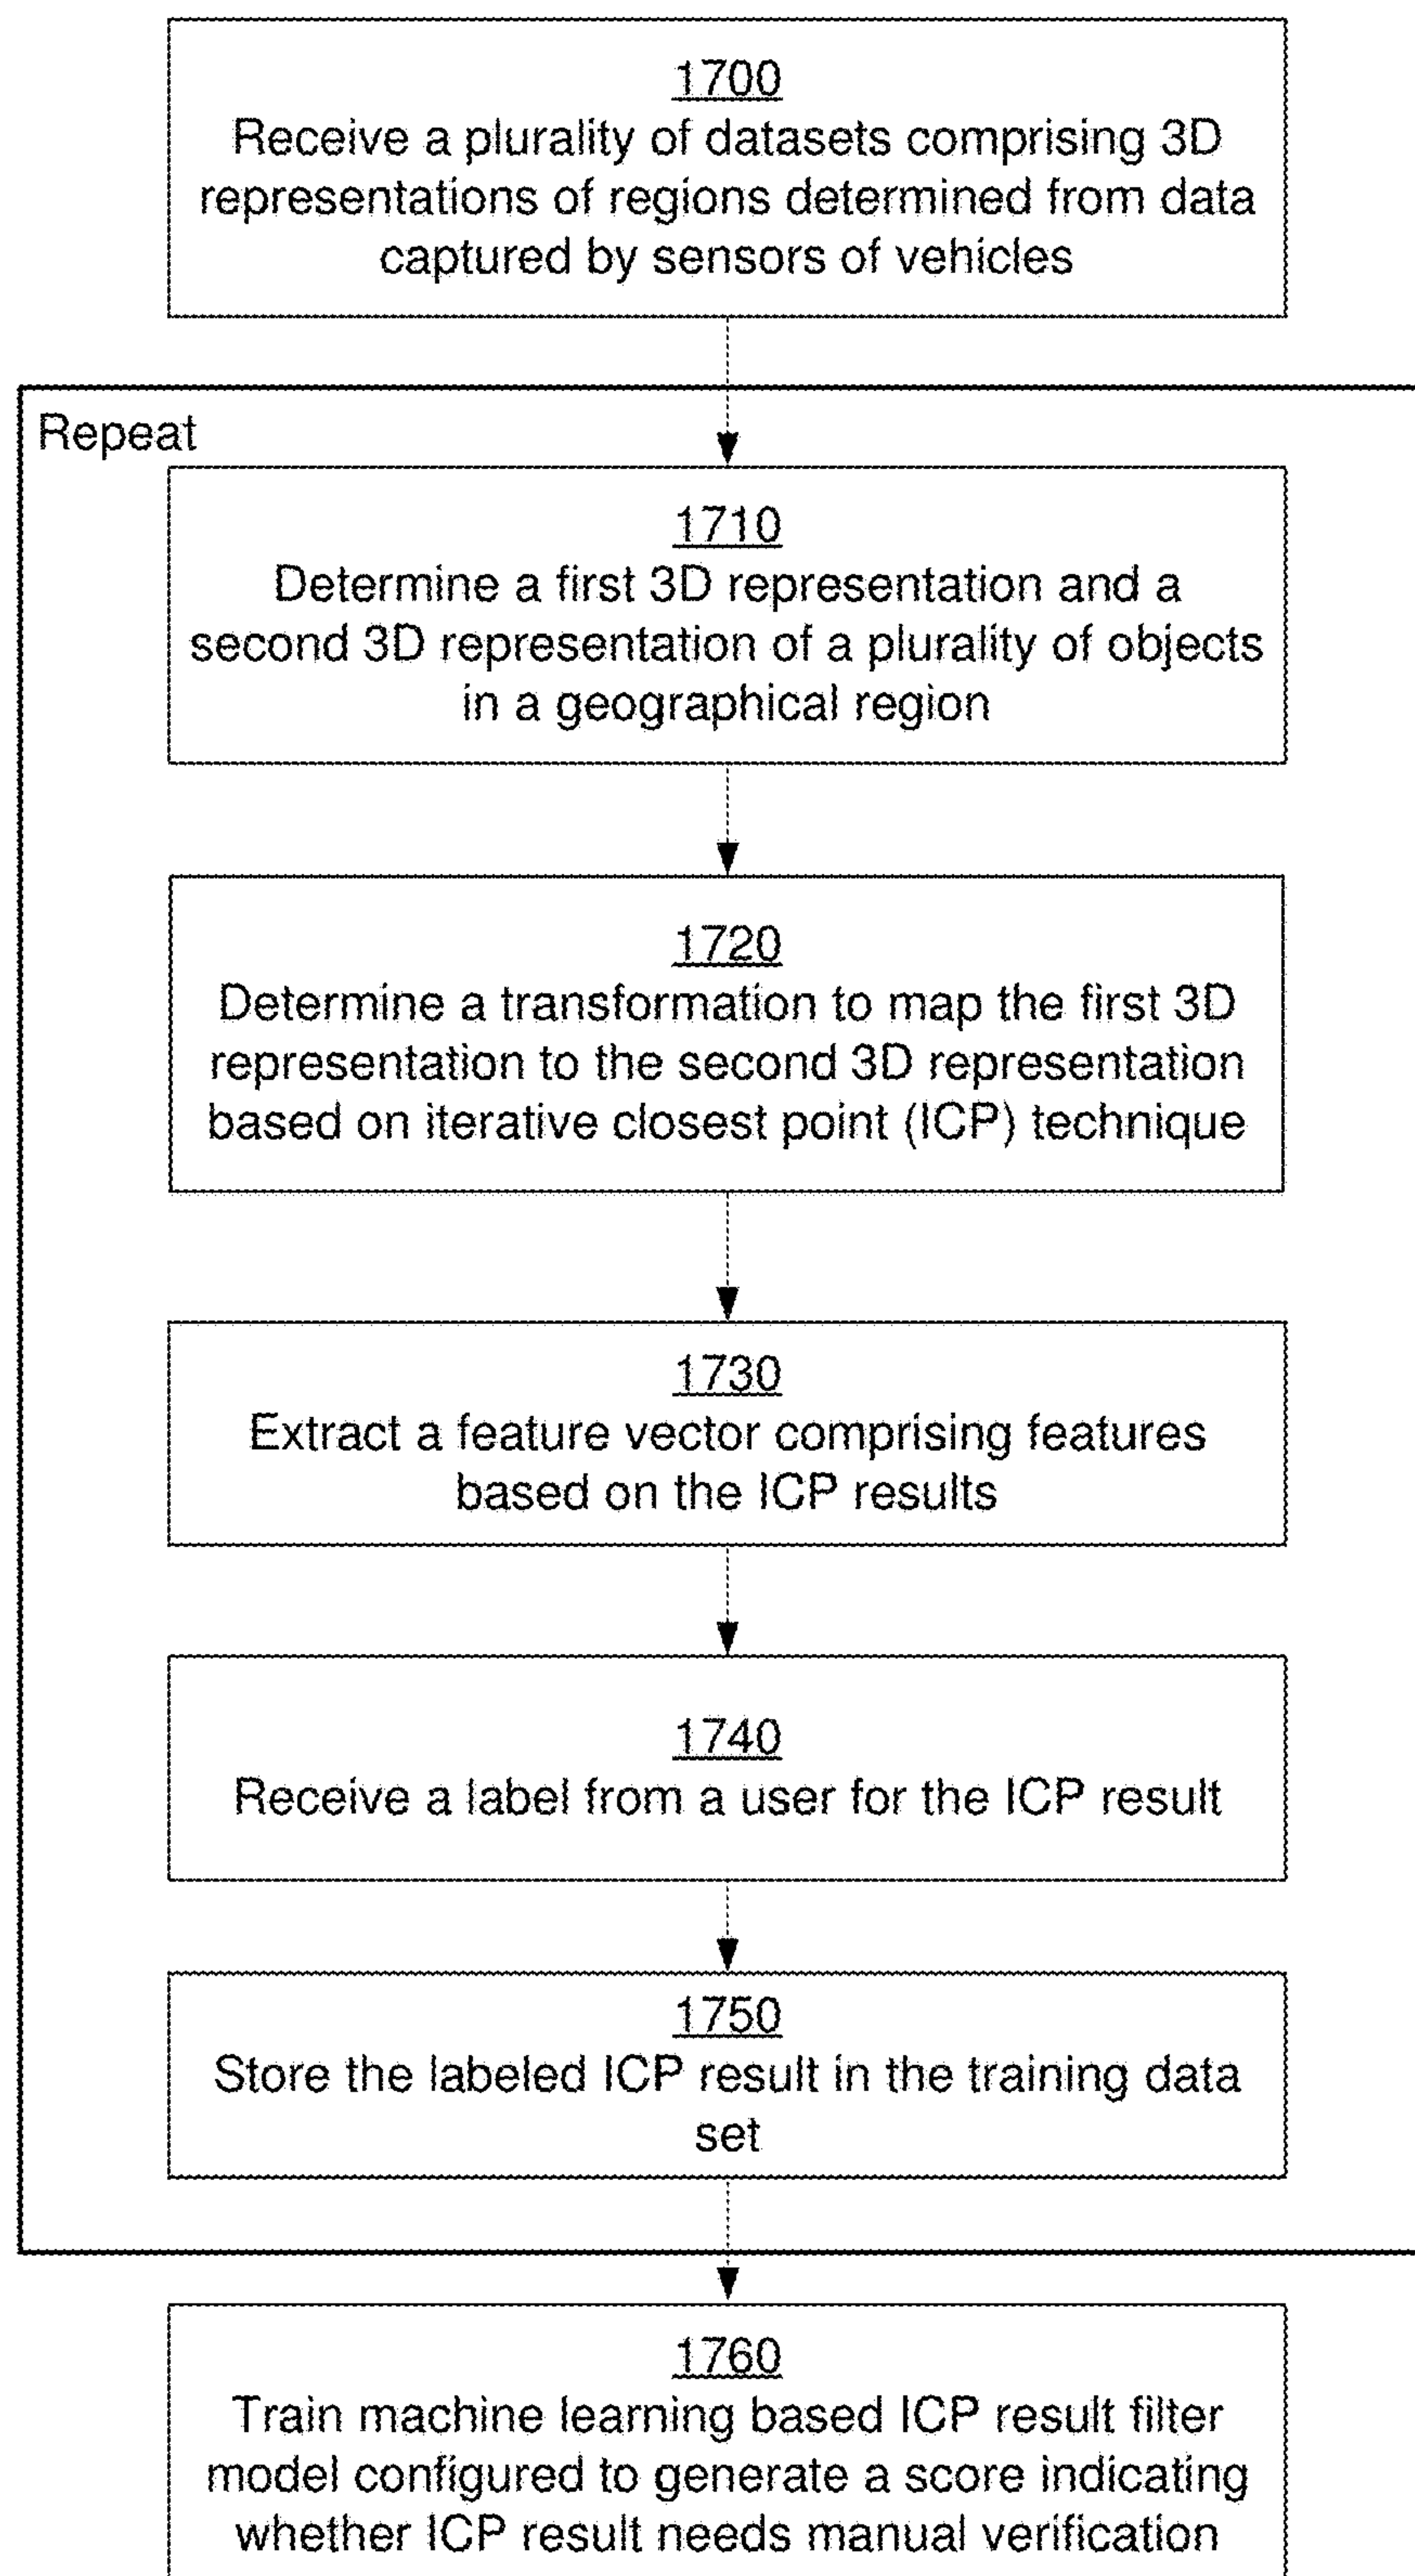 1700
Receive a plurality of datasets comprising 3D
representations of regions determined from data
captured by sensors of vehicles
Repeat
1710
Determine a first 3D representation and a
second 3D representation of a plurality of objects
in a geographical region
1720
Determine a transformation to map the first 3D
representation to the second 3D representation
based on iterative closest point (ICP) technique
1730
Extract a feature vector comprising features
based on the ICP results
1740
Receive a label from a user for the ICP result
1750
Store the labeled ICP result in the training data
set
1760
Train machine learning based ICP result filter
model configured to generate a score indicating
whether ICP result needs manual verification